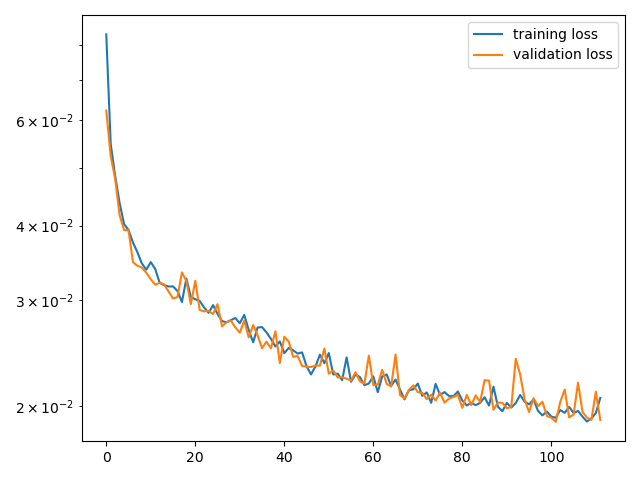 training loss
validation loss
6 × 10⁻²
4 × 10⁻²
3 × 10⁻²
2 × 10⁻²
0 20 40 60 80 100